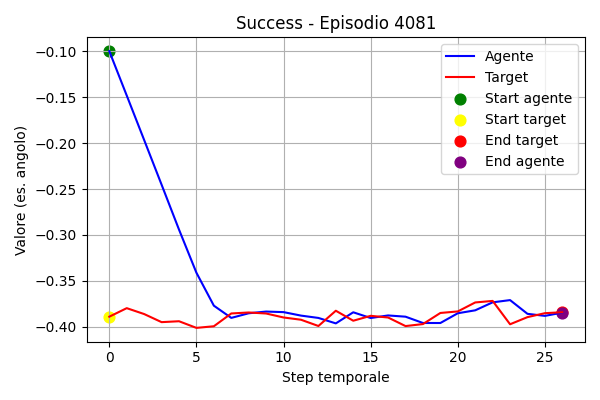 Success - Episodio 4081
Agente
Target
Start agente
Start target
End target
End agente
Valore (es. angolo)
−0.10
−0.15
−0.20
−0.25
−0.30
−0.35
−0.40
0 5 10 15 20 25
Step temporale